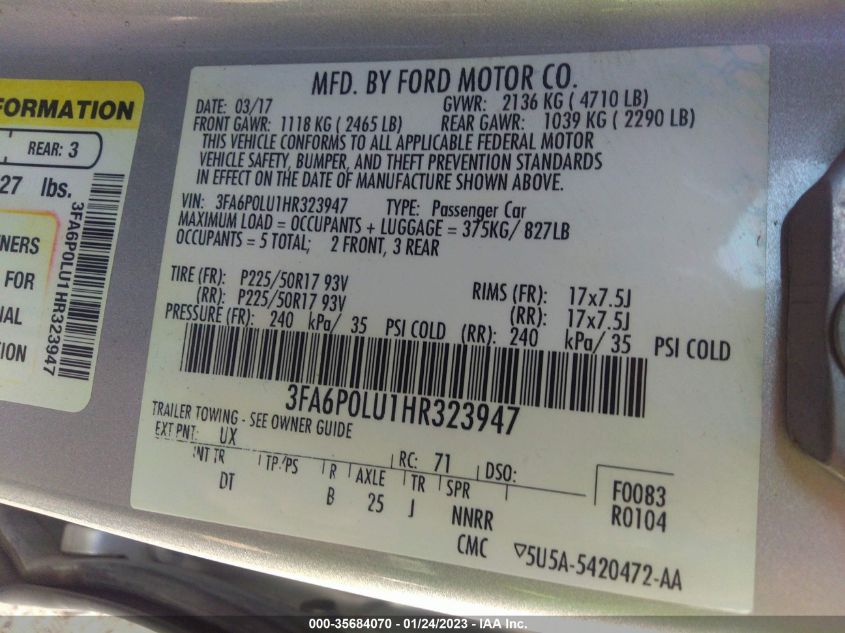 FORMATION
REAR: 3
27 lbs.
NERS
FOR
AL
ION
3FA6P0LU1HR323947
MFD. BY FORD MOTOR CO.
DATE: 03/17 GVWR: 2136 KG ( 4710 LB)
FRONT GAWR: 1118 KG ( 2465 LB) REAR GAWR: 1039 KG ( 2290 LB)
THIS VEHICLE CONFORMS TO ALL APPLICABLE FEDERAL MOTOR
VEHICLE SAFETY, BUMPER, AND THEFT PREVENTION STANDARDS
IN EFFECT ON THE DATE OF MANUFACTURE SHOWN ABOVE.
VIN: 3FA6P0LU1HR323947 TYPE: Passenger Car
MAXIMUM LOAD = OCCUPANTS + LUGGAGE = 375KG/ 827LB
OCCUPANTS = 5 TOTAL; 2 FRONT, 3 REAR
TIRE (FR): P225/50R17 93V RIMS (FR): 17x7.5J
(RR): P225/50R17 93V (RR): 17x7.5J
PRESSURE (FR): 240 kPa/ 35 PSI COLD (RR): 240 kPa/ 35 PSI COLD
3FA6P0LU1HR323947
TRAILER TOWING - SEE OWNER GUIDE
EXT PNT: UX RC: 71 DSO:
INT TR TP/PS R AXLE TR SPR F0083
DT B 25 J NNRR R0104
CMC ▽5U5A-5420472-AA
000-35684070 - 01/24/2023 - IAA Inc.